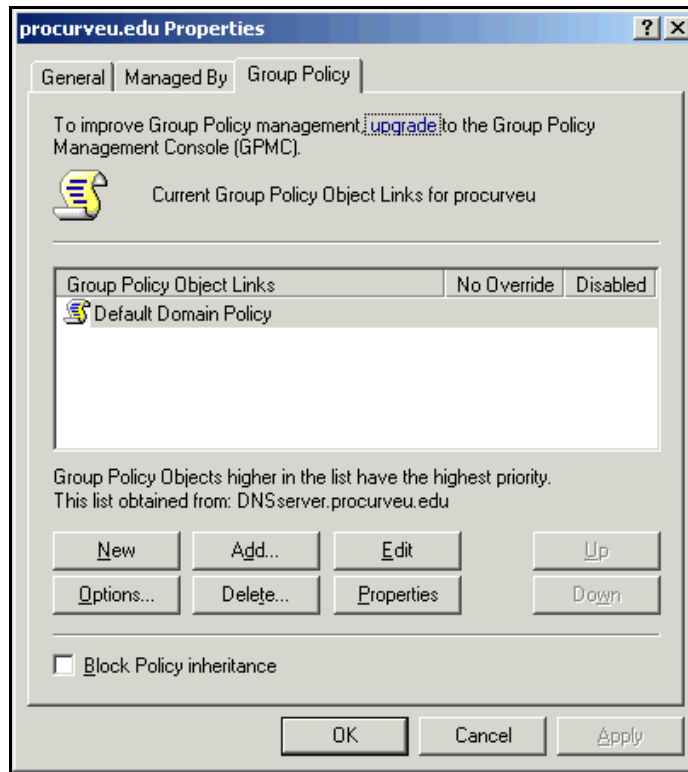 procurveu.edu Properties
General Managed By Group Policy
To improve Group Policy management, upgrade to the Group Policy
Management Console (GPMC).
Current Group Policy Object Links for procurveu
Group Policy Object Links No Override Disabled
Default Domain Policy
Group Policy Objects higher in the list have the highest priority.
This list obtained from: DNSserver.procurveu.edu
New Add... Edit Up
Options... Delete... Properties Down
Block Policy inheritance
OK Cancel Apply